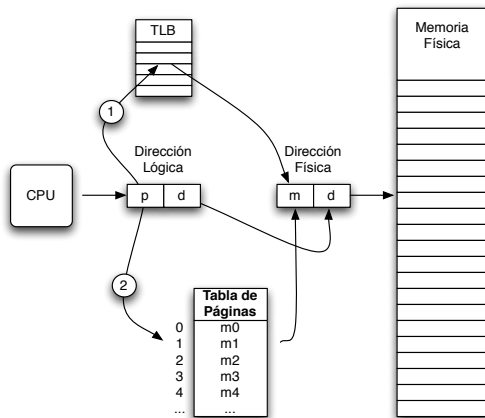 TLB
Memoria
Física
1
Dirección
Lógica
Dirección
Física
CPU
p d
m d
2
Tabla de
Páginas
0 m0
1 m1
2 m2
3 m3
4 m4
... ...